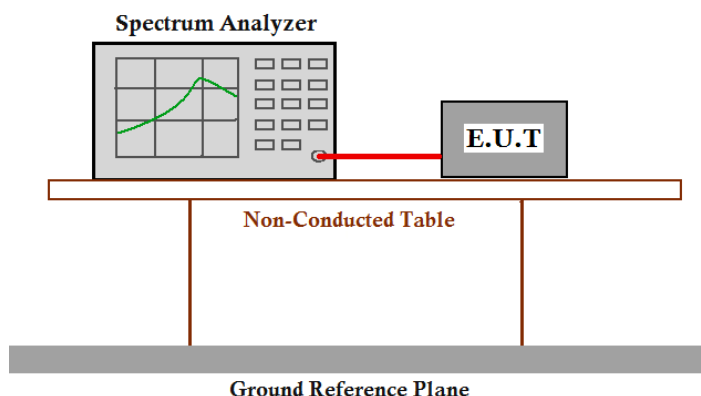 Spectrum Analyzer
E.U.T
Non-Conducted Table
Ground Reference Plane